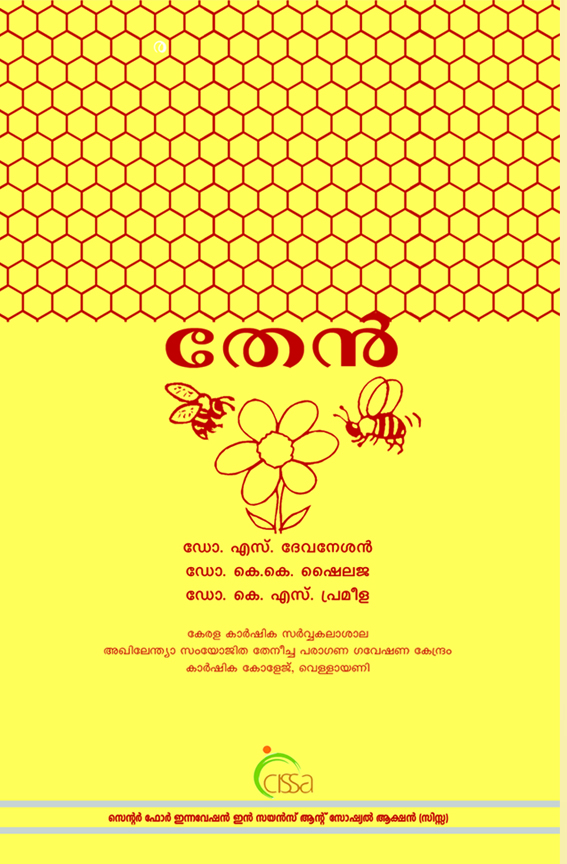 ര
തേൻ
ഡോ. എസ്. ദേവനേശൻ
ഡോ. കെ.കെ. ഷൈലജ
ഡോ. കെ. എസ്. പ്രമീള
കേരള കാർഷിക സർവ്വകലാശാല
അഖിലേന്ത്യാ സംയോജിത തേനീച്ച പരാഗണ ഗവേഷണ കേന്ദ്രം
കാർഷിക കോളേജ്, വെള്ളായണി
cissa
സെന്റർ ഫോർ ഇന്നവേഷൻ ഇൻ സയൻസ് ആന്റ് സോഷ്യൽ ആക്ഷൻ (സിസ്സ)